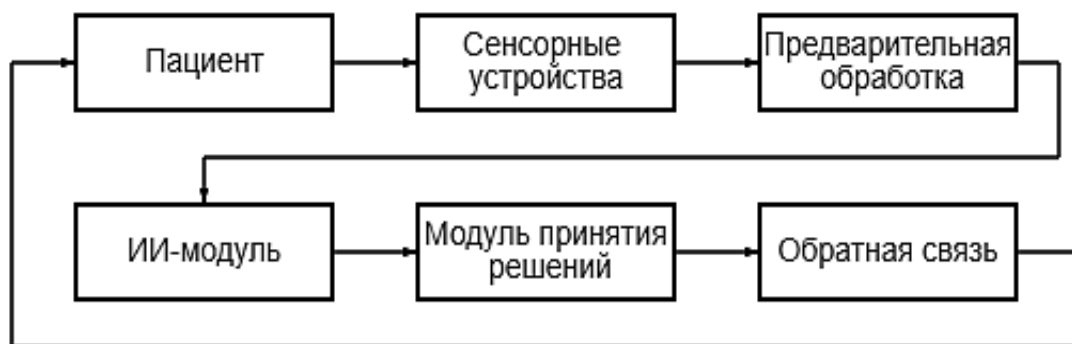 Пациент
Сенсорные
устройства
Предварительная
обработка
ИИ-модуль
Модуль принятия
решений
Обратная связь